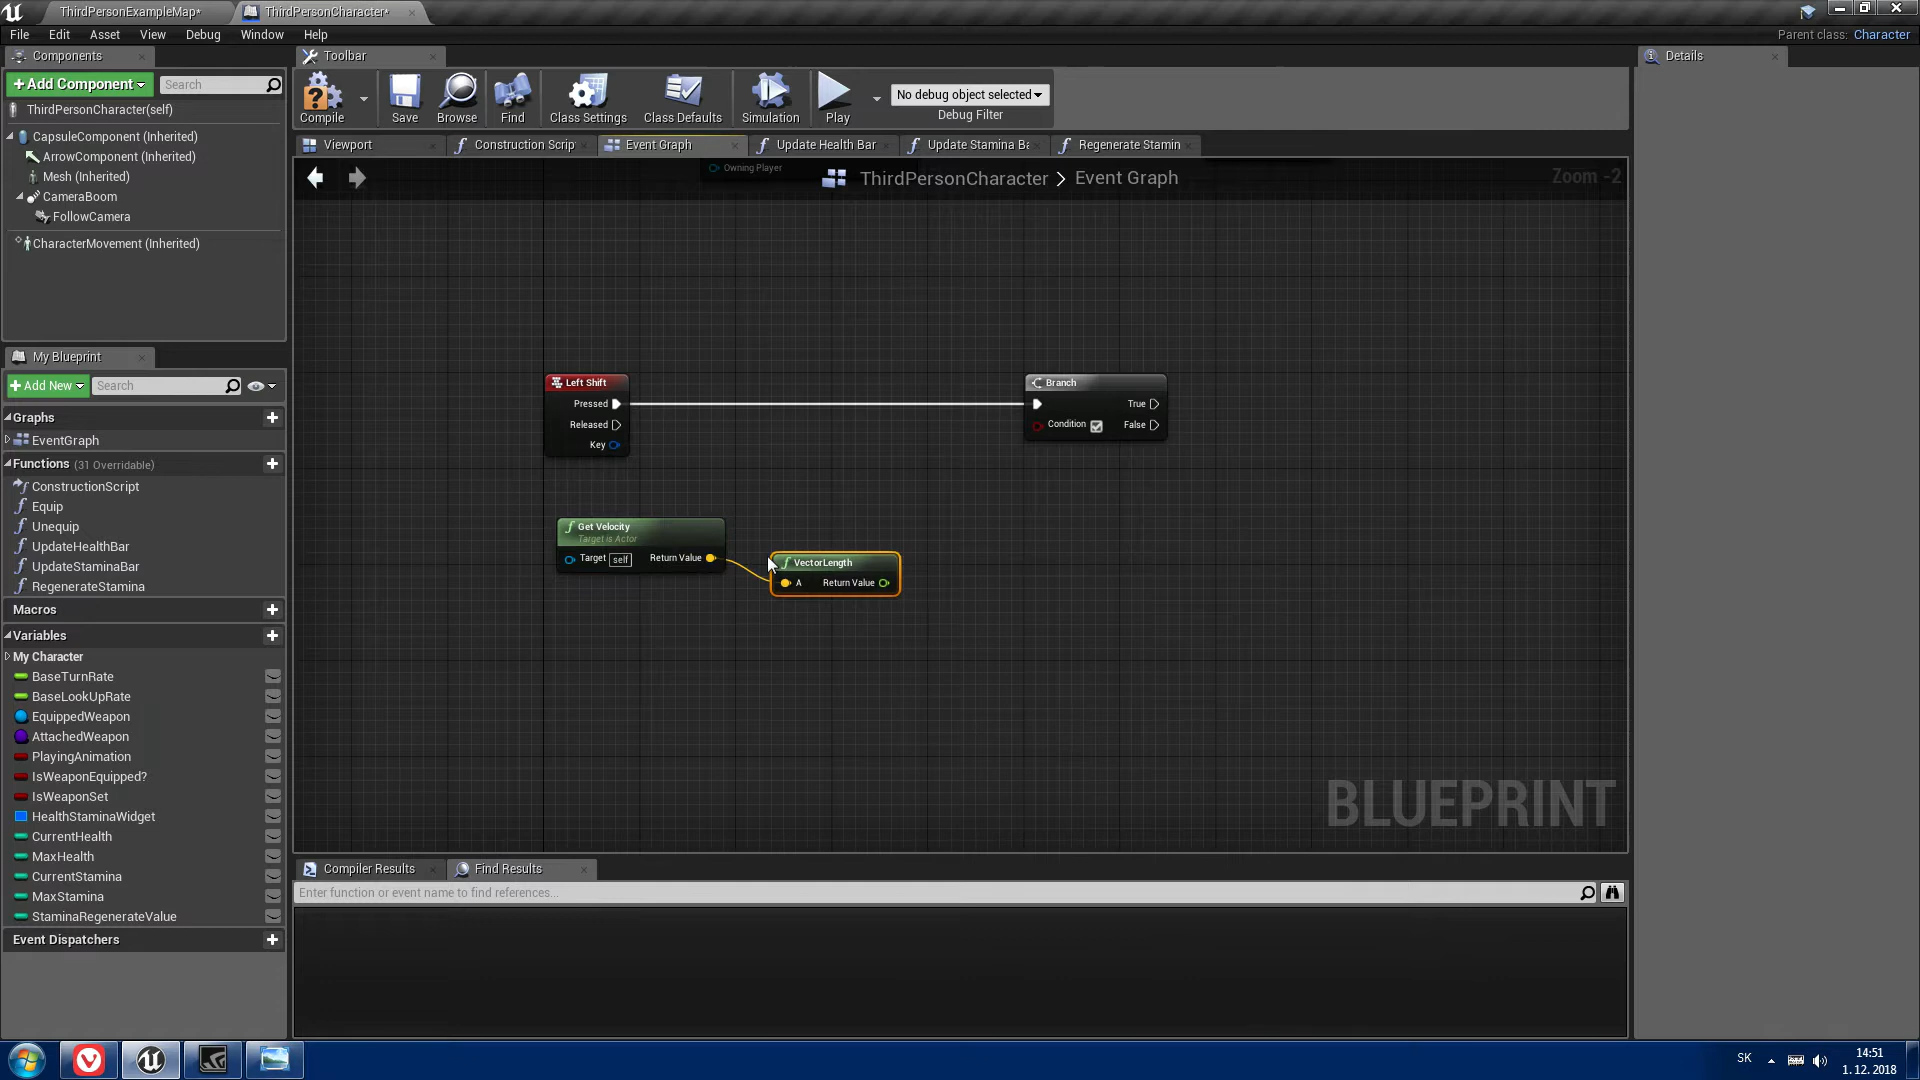 ThirdPersonExampleMap*
ThirdPersonCharacter*
File Edit Asset View Debug Window Help
Parent class: Character
Components
Toolbar
Details
+Add Component
Search
ThirdPersonCharacter(self)
CapsuleComponent (Inherited)
ArrowComponent (Inherited)
Mesh (Inherited)
CameraBoom
FollowCamera
CharacterMovement (Inherited)
Compile
Save
Browse
Find
Class Settings
Class Defaults
Simulation
Play
No debug object selected
Debug Filter
Viewport
Construction Scrip
Event Graph
Update Health Bar
Update Stamina Ba
Regenerate Stamin
Owning Player
ThirdPersonCharacter > Event Graph
Zoom -2
My Blueprint
+Add New
Search
Graphs
EventGraph
Functions (31 Overridable)
ConstructionScript
Equip
Unequip
UpdateHealthBar
UpdateStaminaBar
RegenerateStamina
Macros
Variables
My Character
BaseTurnRate
BaseLookUpRate
EquippedWeapon
AttachedWeapon
PlayingAnimation
IsWeaponEquipped?
IsWeaponSet
HealthStaminaWidget
CurrentHealth
MaxHealth
CurrentStamina
MaxStamina
StaminaRegenerateValue
Event Dispatchers
Left Shift
Pressed
Released
Key
Branch
True
Condition
False
Get Velocity
Target is Actor
Target self
Return Value
VectorLength
A Return Value
BLUEPRINT
Compiler Results
Find Results
Enter function or event name to find references...
SK
14:51
1. 12. 2018